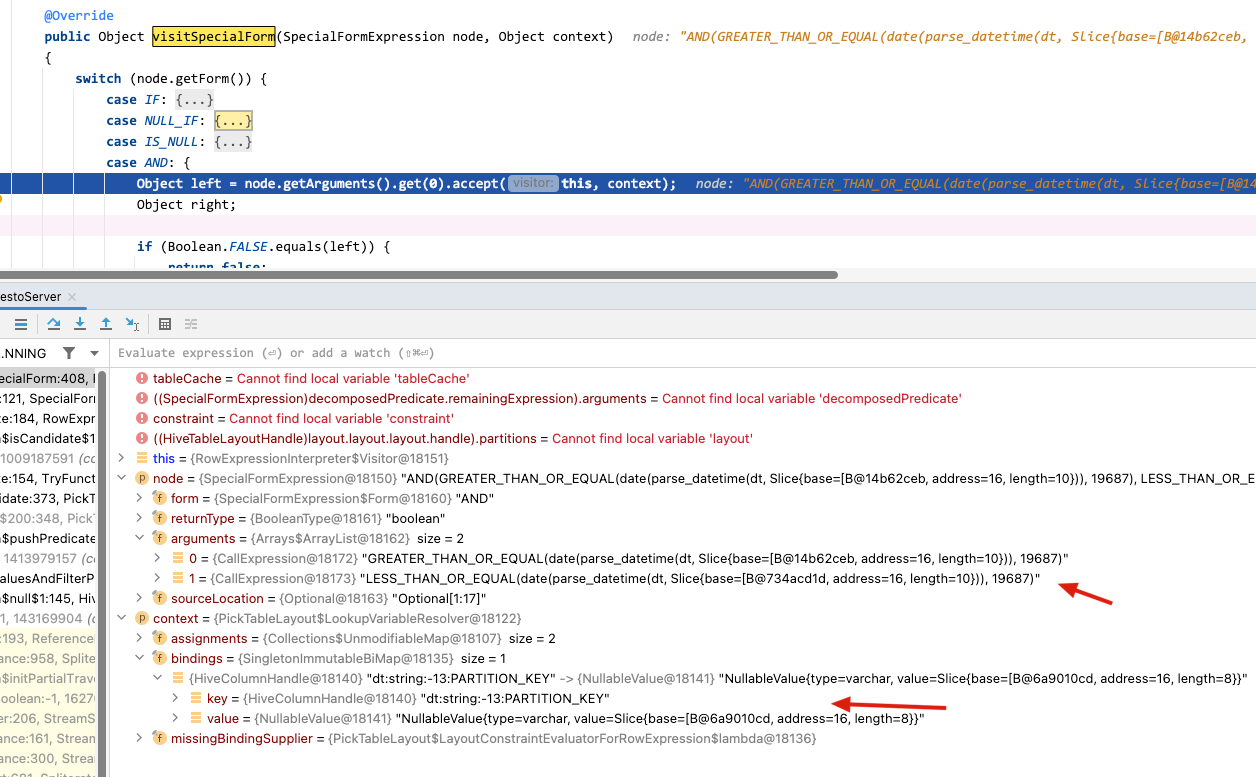 @Override
public Object visitSpecialForm(SpecialFormExpression node, Object context) node: "AND(GREATER_THAN_OR_EQUAL(date(parse_datetime(dt, Slice{base=[B@14b62ceb,
{
switch (node.getForm()) {
case IF: {...}
case NULL_IF: {...}
case IS_NULL: {...}
case AND: {
Object left = node.getArguments().get(0).accept( visitor: this, context); node: "AND(GREATER_THAN_OR_EQUAL(date(parse_datetime(dt, Slice{base=[B@14
Object right;
if (Boolean.FALSE.equals(left)) {
return false;
estoServer
.NNING
Evaluate expression (⏎) or add a watch (⇧⌘⏎)
ecialForm:408,
tableCache = Cannot find local variable 'tableCache'
:121, SpecialForm
((SpecialFormExpression)decomposedPredicate.remainingExpression).arguments = Cannot find local variable 'decomposedPredicate'
te:184, RowExpr
constraint = Cannot find local variable 'constraint'
n$isCandidate$1
((HiveTableLayoutHandle)layout.layout.layout.handle).partitions = Cannot find local variable 'layout'
1009187591 (co
this = {RowExpressionInterpreter$Visitor@18151}
te:154, TryFunct
node = {SpecialFormExpression@18150} "AND(GREATER_THAN_OR_EQUAL(date(parse_datetime(dt, Slice{base=[B@14b62ceb, address=16, length=10})), 19687), LESS_THAN_OR_E
didate:373, PickT
form = {SpecialFormExpression$Form@18160} "AND"
$200:348, PickT
returnType = {BooleanType@18161} "boolean"
n$pushPredicate
arguments = {Arrays$ArrayList@18162} size = 2
1413979157 (c
0 = {CallExpression@18172} "GREATER_THAN_OR_EQUAL(date(parse_datetime(dt, Slice{base=[B@14b62ceb, address=16, length=10})), 19687)"
aluesAndFilterP
1 = {CallExpression@18173} "LESS_THAN_OR_EQUAL(date(parse_datetime(dt, Slice{base=[B@734acd1d, address=16, length=10})), 19687)"
a$null$1:145, Hiv
sourceLocation = {Optional@18163} "Optional[1:17]"
1, 143169904 (c
context = {PickTableLayout$LookupVariableResolver@18122}
:193, Reference
assignments = {Collections$UnmodifiableMap@18107} size = 2
ance:958, Splite
bindings = {SingletonImmutableBiMap@18135} size = 1
n$initPartialTrav
{HiveColumnHandle@18140} "dt:string:-13:PARTITION_KEY" -> {NullableValue@18141} "NullableValue{type=varchar, value=Slice{base=[B@6a9010cd, address=16, length=8}}"
oolean:-1, 16270
key = {HiveColumnHandle@18140} "dt:string:-13:PARTITION_KEY"
er:206, StreamS
value = {NullableValue@18141} "NullableValue{type=varchar, value=Slice{base=[B@6a9010cd, address=16, length=8}}"
ance:161, Stream
missingBindingSupplier = {PickTableLayout$LayoutConstraintEvaluatorForRowExpression$lambda@18136}
ance:300, Stream